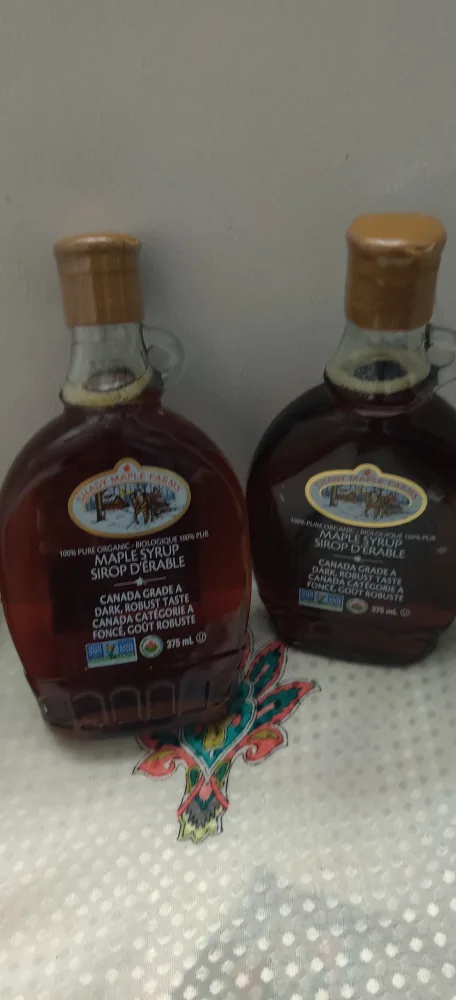 SHADY MAPLE FARMS
100% PURE ORGANIC - BIOLOGIQUE 100% PUR
MAPLE SYRUP
SIROP D'ÉRABLE
CANADA GRADE A
DARK, ROBUST TASTE
CANADA CATÉGORIE A
FONCÉ, GOÛT ROBUSTE
375 mL
SHADY MAPLE FARMS
100% PURE ORGANIC - BIOLOGIQUE 100% PUR
MAPLE SYRUP
SIROP D'ÉRABLE
CANADA GRADE A
DARK, ROBUST TASTE
CANADA CATÉGORIE A
FONCÉ, GOÛT ROBUSTE
375 mL